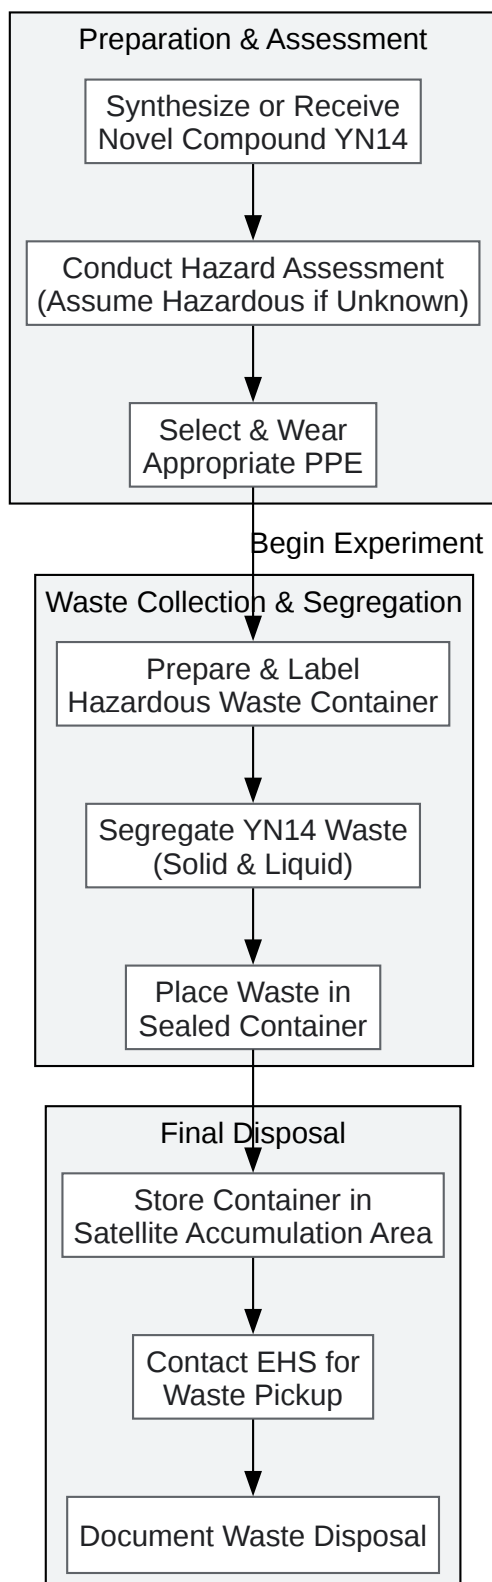 Preparation & Assessment
Synthesize or Receive
Novel Compound YN14
Conduct Hazard Assessment
(Assume Hazardous if Unknown)
Select & Wear
Appropriate PPE
Begin Experiment
Waste Collection & Segregation
Prepare & Label
Hazardous Waste Container
Segregate YN14 Waste
(Solid & Liquid)
Place Waste in
Sealed Container
Final Disposal
Store Container in
Satellite Accumulation Area
Contact EHS for
Waste Pickup
Document Waste Disposal